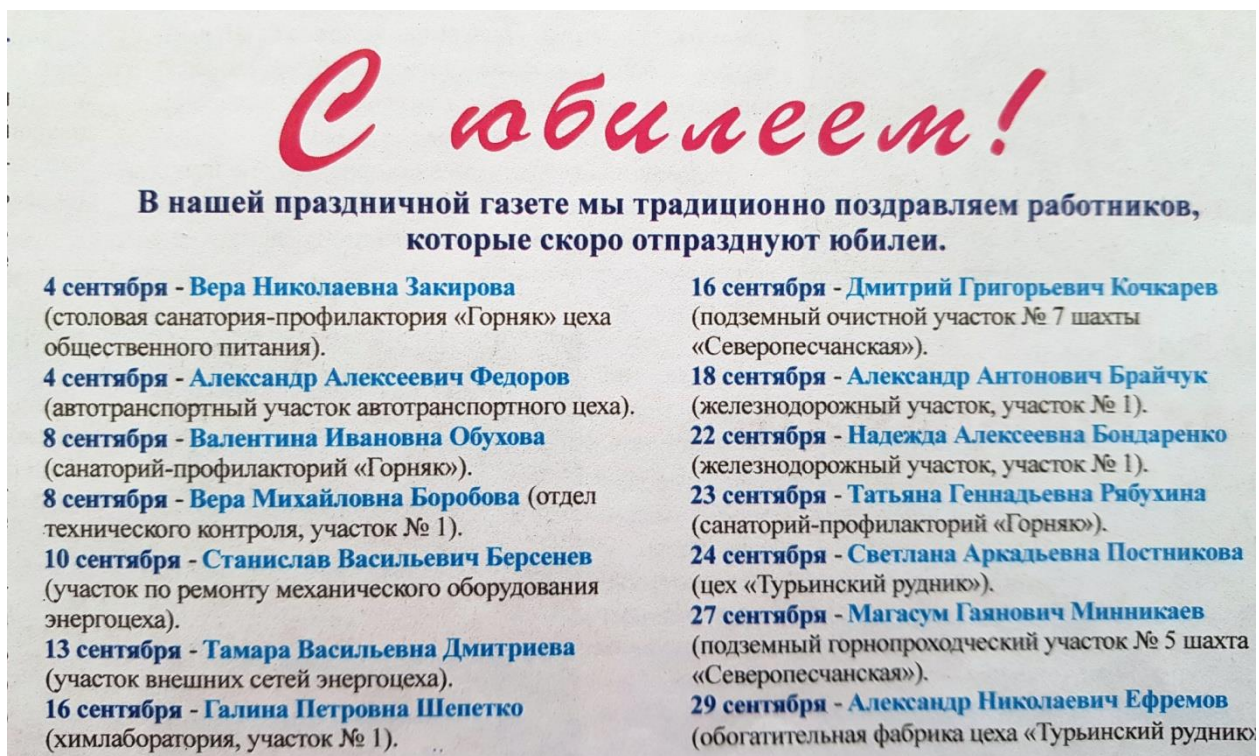 С юбилеем!
В нашей праздничной газете мы традиционно поздравляем работников,
которые скоро отпразднуют юбилеи.
4 сентября - Вера Николаевна Закирова
(столовая санатория-профилактория «Горняк» цеха
общественного питания).
4 сентября - Александр Алексеевич Федоров
(автотранспортный участок автотранспортного цеха).
8 сентября - Валентина Ивановна Обухова
(санаторий-профилакторий «Горняк»).
8 сентября - Вера Михайловна Боробова (отдел
технического контроля, участок № 1).
10 сентября - Станислав Васильевич Берсенев
(участок по ремонту механического оборудования
энергоцеха).
13 сентября - Тамара Васильевна Дмитриева
(участок внешних сетей энергоцеха).
16 сентября - Галина Петровна Шепетко
(химлаборатория, участок № 1).
16 сентября - Дмитрий Григорьевич Кочкарев
(подземный очистной участок № 7 шахты
«Северопесчанская»).
18 сентября - Александр Антонович Брайчук
(железнодорожный участок, участок № 1).
22 сентября - Надежда Алексеевна Бондаренко
(железнодорожный участок, участок № 1).
23 сентября - Татьяна Геннадьевна Рябухина
(санаторий-профилакторий «Горняк»).
24 сентября - Светлана Аркадьевна Постникова
(цех «Турьинский рудник»).
27 сентября - Магасум Гаянович Минникаев
(подземный горнопроходческий участок № 5 шахта
«Северопесчанская»).
29 сентября - Александр Николаевич Ефремов
(обогатительная фабрика цеха «Турьинский рудник»